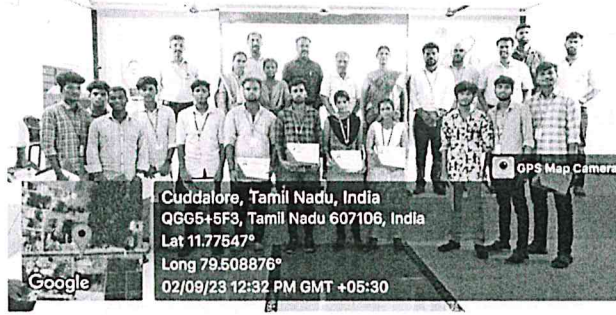 GPS Map Camera
Cuddalore, Tamil Nadu, India
QGG5+5F3, Tamil Nadu 607106, India
Lat 11.77547°
Long 79.508876°
02/09/23 12:32 PM GMT +05:30
Google